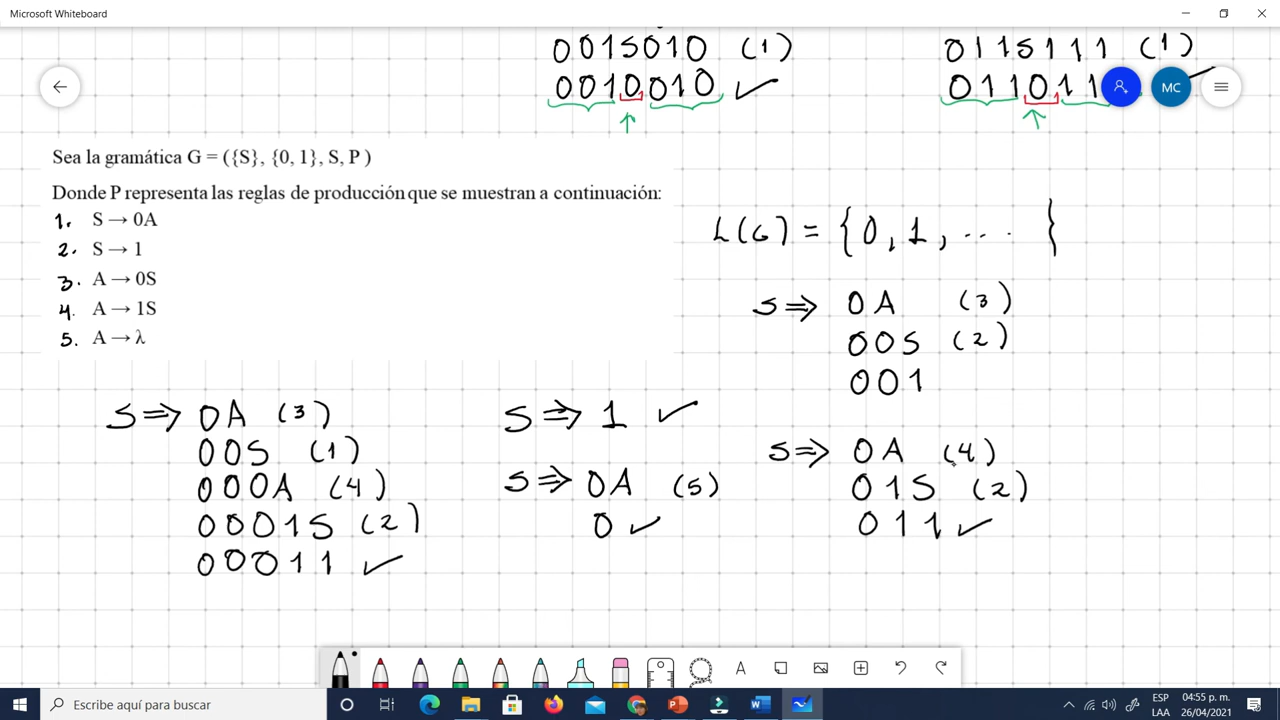 Microsoft Whiteboard
001S010 (1)
0010010 ✓
011S111 (1)
011011
MC
Sea la gramática G = ({S}, {0, 1}, S, P )
Donde P representa las reglas de producción que se muestran a continuación:
1. S → 0A
2. S → 1
3. A → 0S
4. A → 1S
5. A → λ
L(G) = {0, 1, ... }
S ⇒ 0A (3)
00S (2)
001
S ⇒ 0A (3)
00S (1)
000A (4)
0001S (2)
00011 ✓
S ⇒ 1 ✓
S ⇒ 0A (5)
0 ✓
S ⇒ 0A (4)
01S (2)
011 ✓
A
Escribe aquí para buscar
ESP
LAA
04:55 p. m.
26/04/2021